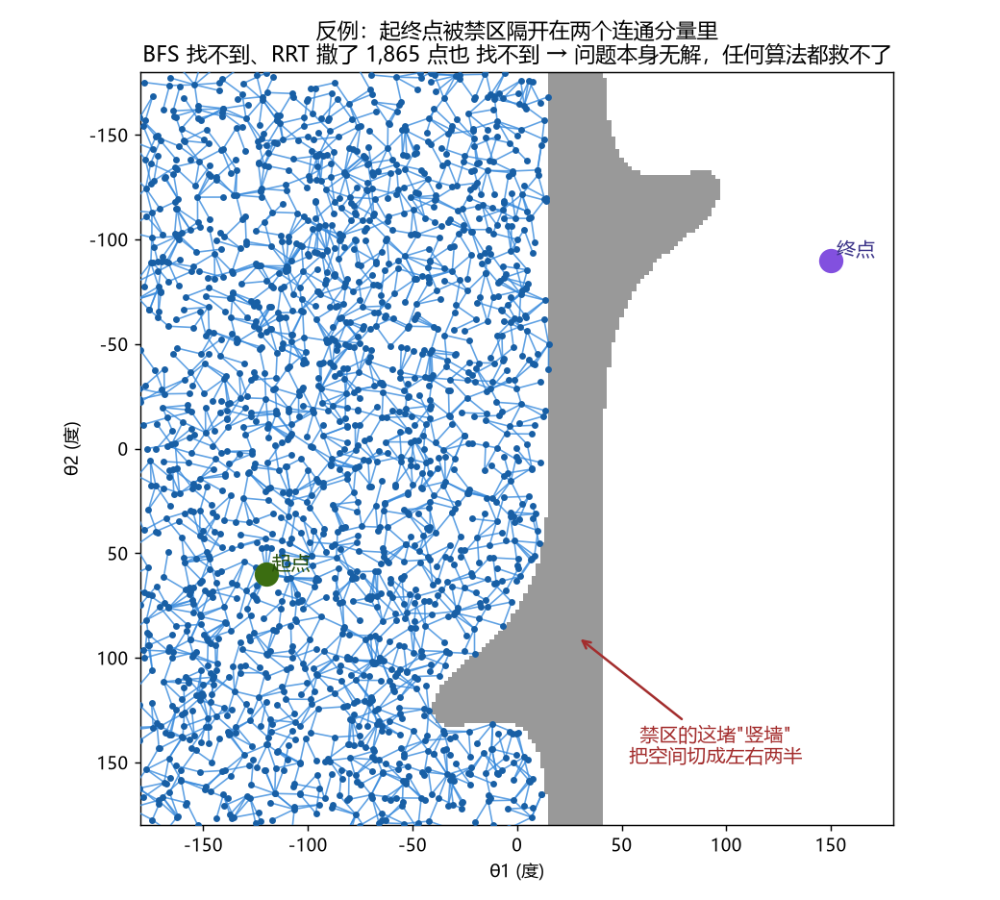 反例：起终点被禁区隔开在两个连通分量里
BFS 找不到、RRT 撒了 1,865 点也 找不到 → 问题本身无解，任何算法都救不了
-150
-100
-50
0
50
100
150
θ2 (度)
终点
起点
禁区的这堵"竖墙"
把空间切成左右两半
-150
-100
-50
0
50
100
150
θ1 (度)